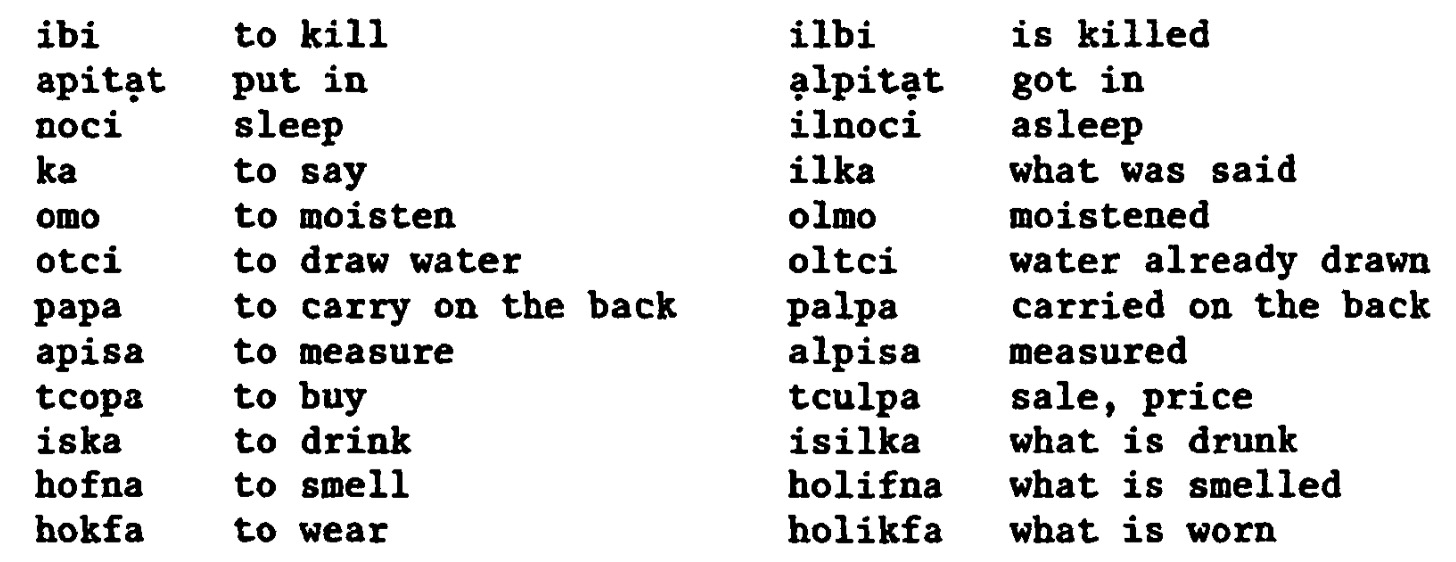 ibi to kill ilbi is killed
apitạt put in ạlpitạt got in
noci sleep ilnoci asleep
ka to say ilka what was said
omo to moisten olmo moistened
otci to draw water oltci water already drawn
papa to carry on the back palpa carried on the back
apisa to measure alpisa measured
tcopa to buy tculpa sale, price
iska to drink isilka what is drunk
hofna to smell holifna what is smelled
hokfa to wear holikfa what is worn